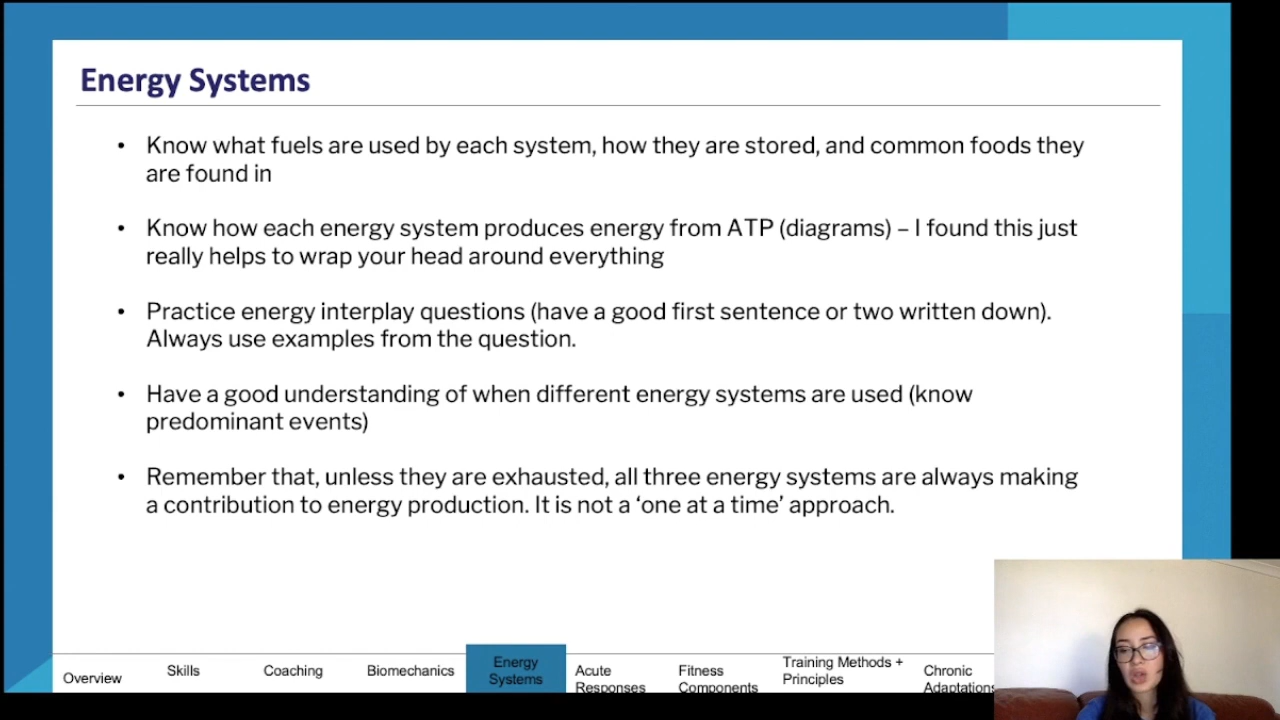 Energy Systems
• Know what fuels are used by each system, how they are stored, and common foods they
are found in
• Know how each energy system produces energy from ATP (diagrams) – I found this just
really helps to wrap your head around everything
• Practice energy interplay questions (have a good first sentence or two written down).
Always use examples from the question.
• Have a good understanding of when different energy systems are used (know
predominant events)
• Remember that, unless they are exhausted, all three energy systems are always making
a contribution to energy production. It is not a ‘one at a time’ approach.
Overview
Skills
Coaching
Biomechanics
Energy
Systems
Acute
Responses
Fitness
Components
Training Methods +
Principles
Chronic
Adaptations